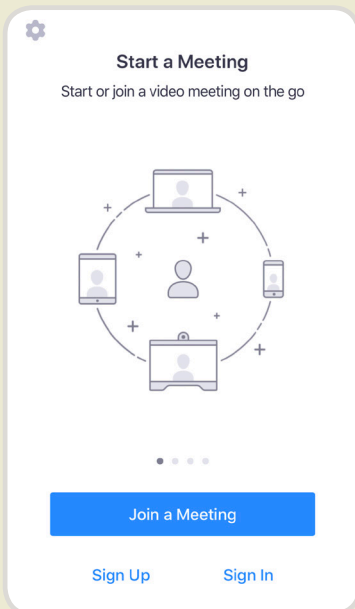 Start a Meeting
Start or join a video meeting on the go
Join a Meeting
Sign Up
Sign In